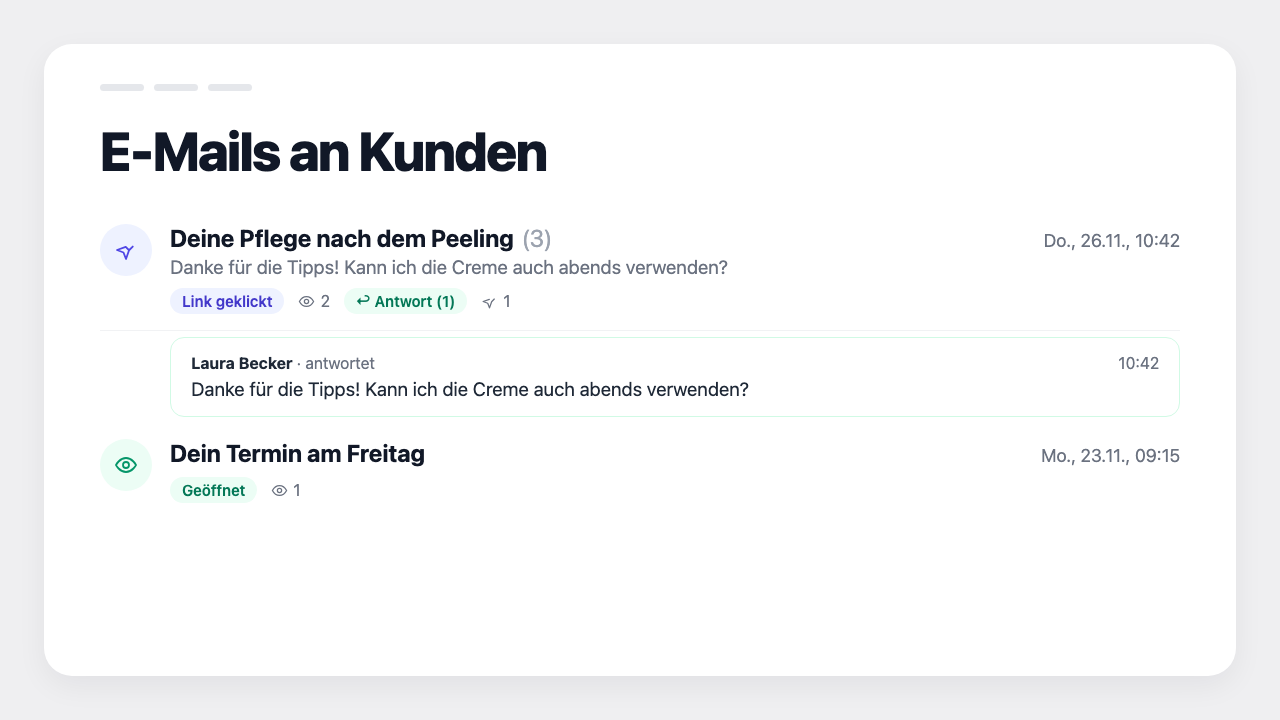 E-Mails an Kunden
Deine Pflege nach dem Peeling (3)
Do., 26.11., 10:42
Danke für die Tipps! Kann ich die Creme auch abends verwenden?
Link geklickt 2 Antwort (1) 1
Laura Becker · antwortet
10:42
Danke für die Tipps! Kann ich die Creme auch abends verwenden?
Dein Termin am Freitag
Mo., 23.11., 09:15
Geöffnet 1